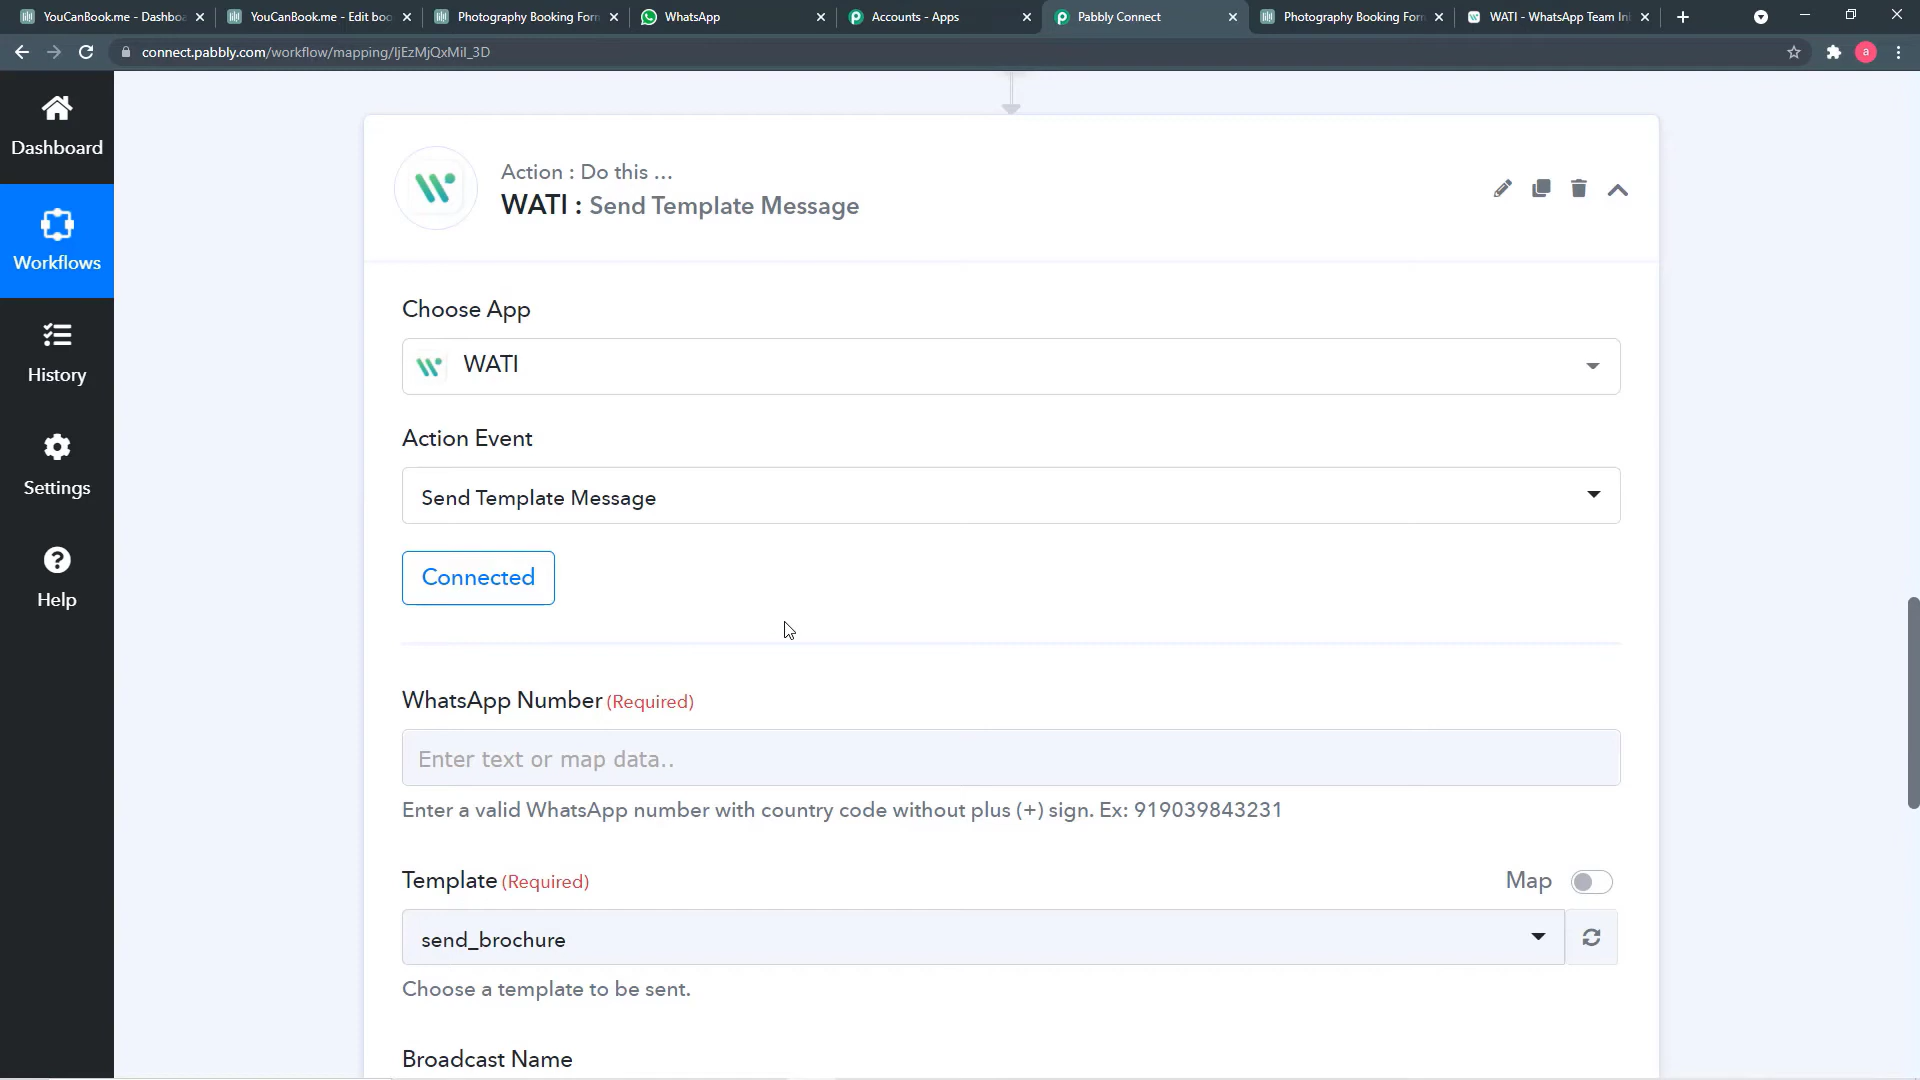 YouCanBook.me - Dashboa
YouCanBook.me - Edit boo
Photography Booking Form
WhatsApp
Accounts - Apps
Pabbly Connect
Photography Booking Form
WATI - WhatsApp Team In
connect.pabbly.com/workflow/mapping/IjEzMjQxMiI_3D
a
Dashboard
Workflows
History
Settings
Help
Action : Do this ...
WATI : Send Template Message
Choose App
WATI
Action Event
Send Template Message
Connected
WhatsApp Number (Required)
Enter text or map data..
Enter a valid WhatsApp number with country code without plus (+) sign. Ex: 919039843231
Template (Required)
Map
send_brochure
Choose a template to be sent.
Broadcast Name